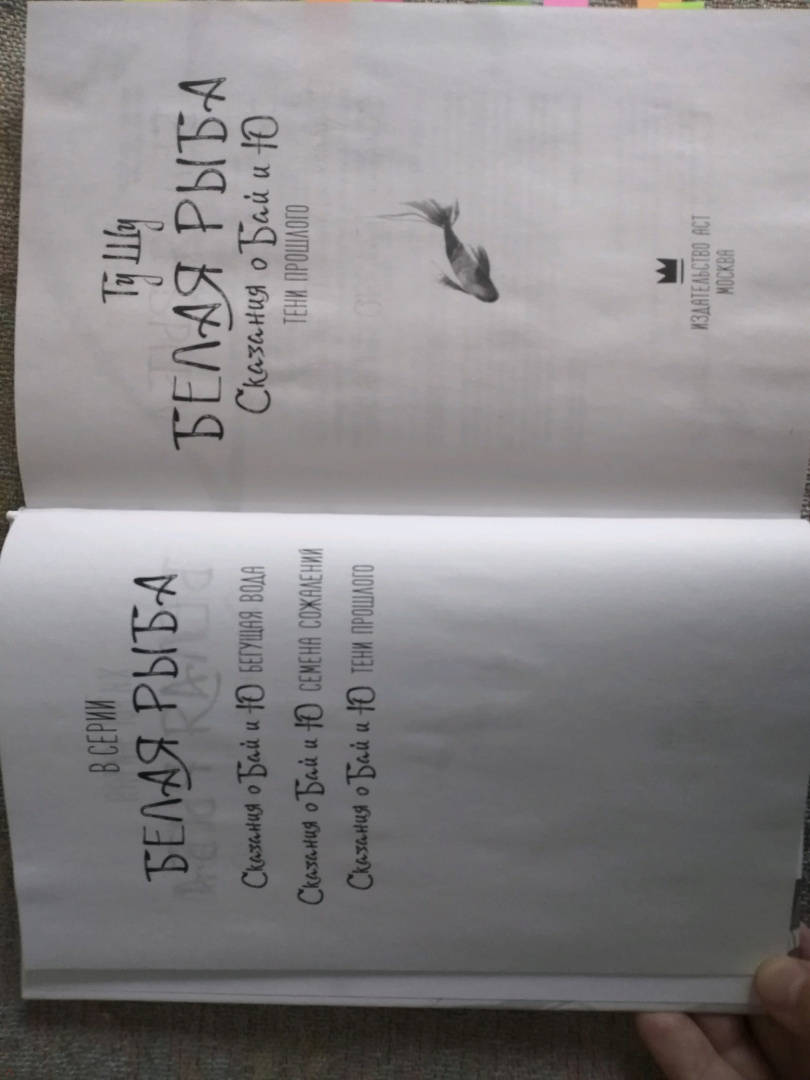 В СЕРИИ
БЕЛАЯ РЫБА
Сказания о Бай и Ю БЕГУЩАЯ ВОДА
Сказания о Бай и Ю СЕМЕНА СОЖАЛЕНИЙ
Сказания о Бай и Ю ТЕНИ ПРОШЛОГО
Ту Шу
БЕЛАЯ РЫБА
Сказания о Бай и Ю
ТЕНИ ПРОШЛОГО
ИЗДАТЕЛЬСТВО АСТ
МОСКВА